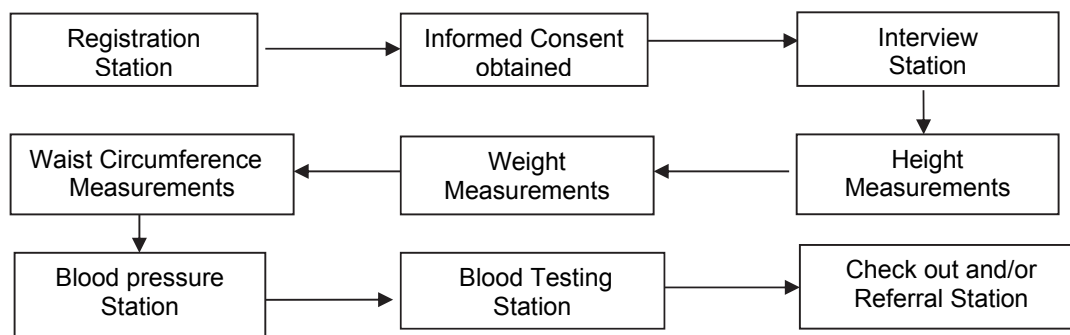 Registration
Station
Informed Consent
obtained
Interview
Station
Height
Measurements
Weight
Measurements
Waist Circumference
Measurements
Blood pressure
Station
Blood Testing
Station
Check out and/or
Referral Station